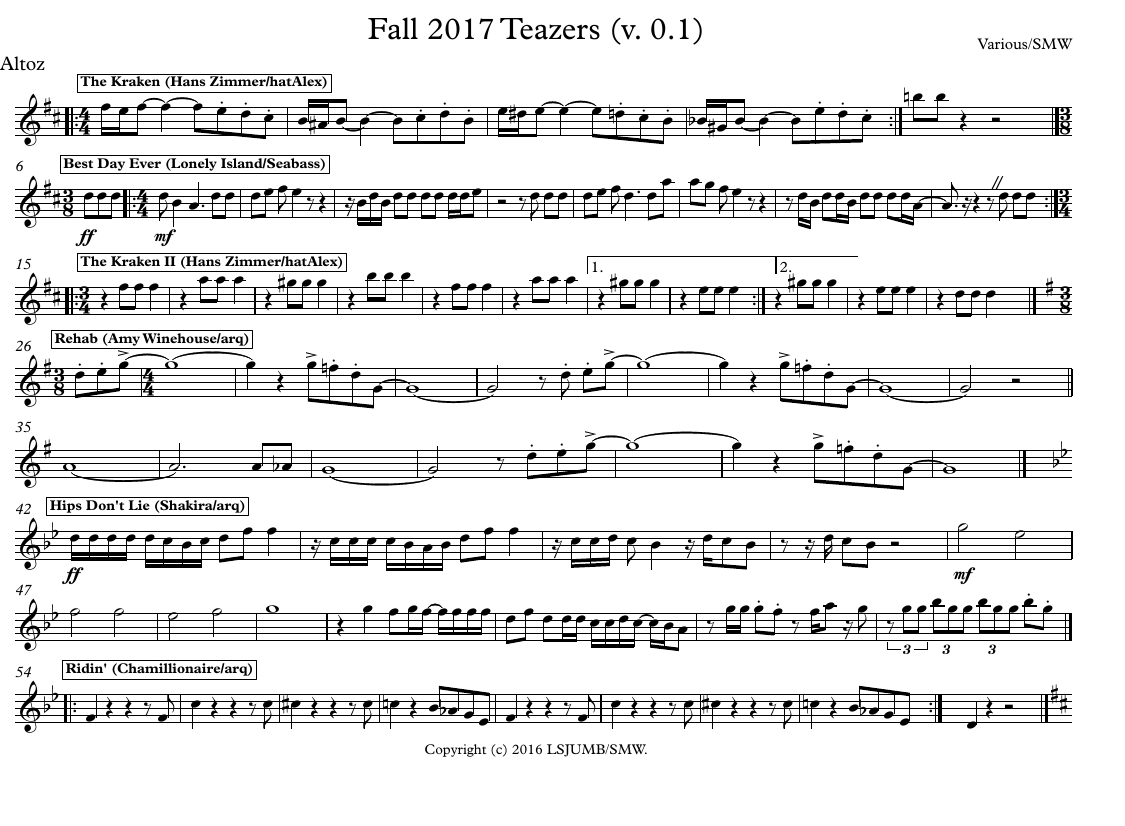 Fall 2017 Teazers (v. 0.1)
Various/SMW
Altoz
The Kraken (Hans Zimmer/hatAlex)
6
Best Day Ever (Lonely Island/Seabass)
ff
mf
15
The Kraken II (Hans Zimmer/hatAlex)
1.
2.
26
Rehab (Amy Winehouse/arq)
35
42
Hips Don't Lie (Shakira/arq)
ff
mf
47
3
3
3
54
Ridin' (Chamillionaire/arq)
Copyright (c) 2016 LSJUMB/SMW.